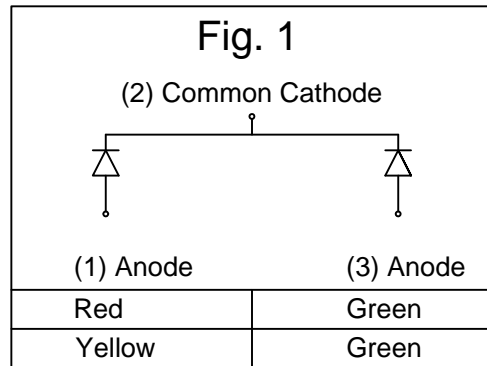 Fig. 1
(2) Common Cathode
(1) Anode (3) Anode
Red Green
Yellow Green